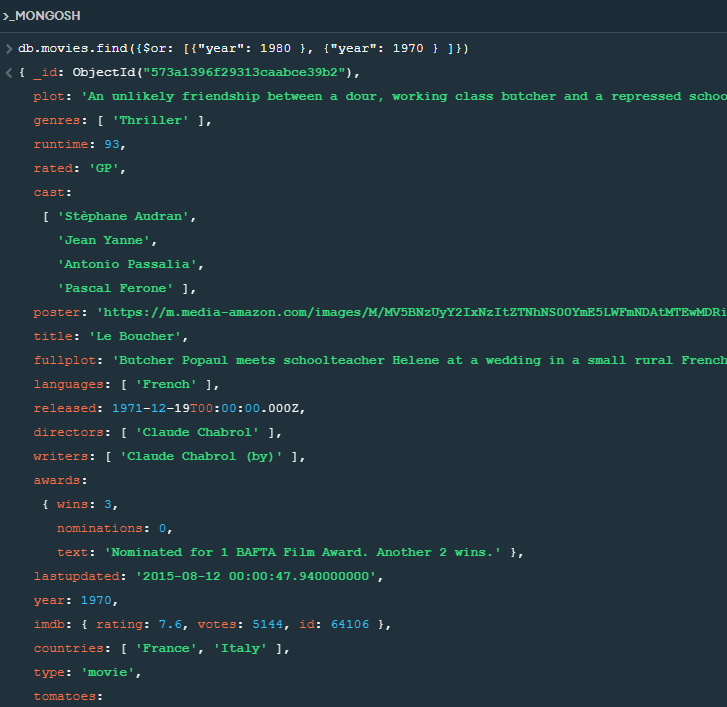 >_MONGOSH
> db.movies.find({$or: [{"year": 1980 }, {"year": 1970 } ]})
< { _id: ObjectId("573a1396f29313caabce39b2"),
plot: 'An unlikely friendship between a dour, working class butcher and a repressed schoo
genres: [ 'Thriller' ],
runtime: 93,
rated: 'GP',
cast:
[ 'Stèphane Audran',
'Jean Yanne',
'Antonio Passalia',
'Pascal Ferone' ],
poster: 'https://m.media-amazon.com/images/M/MV5BNzUyY2IxNzItZTNhNS00YmE5LWFmNDAtMTEwMDRi
title: 'Le Boucher',
fullplot: 'Butcher Popaul meets schoolteacher Helene at a wedding in a small rural French
languages: [ 'French' ],
released: 1971-12-19T00:00:00.000Z,
directors: [ 'Claude Chabrol' ],
writers: [ 'Claude Chabrol (by)' ],
awards:
{ wins: 3,
nominations: 0,
text: 'Nominated for 1 BAFTA Film Award. Another 2 wins.' },
lastupdated: '2015-08-12 00:00:47.940000000',
year: 1970,
imdb: { rating: 7.6, votes: 5144, id: 64106 },
countries: [ 'France', 'Italy' ],
type: 'movie',
tomatoes: